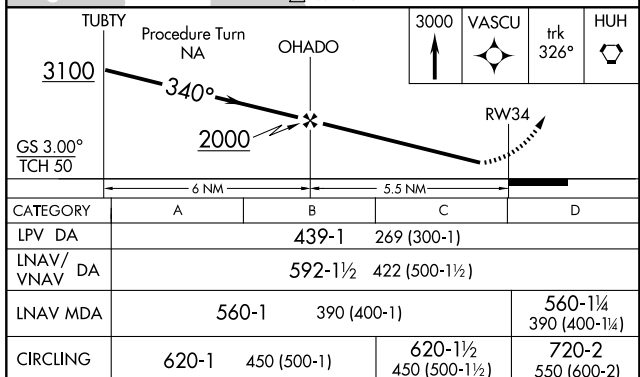 TUBTY
Procedure Turn
NA
OHADO
3000
VASCU
trk
326°
HUH
3100
340°
2000
RW34
GS 3.00°
TCH 50
6 NM
5.5 NM
CATEGORY A B C D
LPV DA 439-1 269 (300-1)
LNAV/
VNAV DA 592-1½ 422 (500-1½)
LNAV MDA 560-1 390 (400-1) 560-1¼
390 (400-1¼)
CIRCLING 620-1 450 (500-1) 620-1½
450 (500-1½) 720-2
550 (600-2)